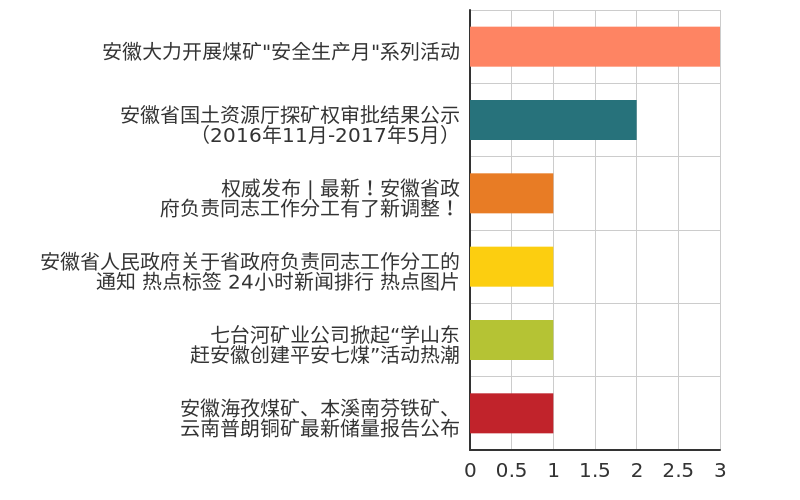 安徽大力开展煤矿"安全生产月"系列活动
安徽省国土资源厅探矿权审批结果公示
（2016年11月-2017年5月）
权威发布 | 最新！安徽省政
府负责同志工作分工有了新调整！
安徽省人民政府关于省政府负责同志工作分工的
通知 热点标签 24小时新闻排行 热点图片
七台河矿业公司掀起“学山东
赶安徽创建平安七煤”活动热潮
安徽海孜煤矿、本溪南芬铁矿、
云南普朗铜矿最新储量报告公布
0 0.5 1 1.5 2 2.5 3